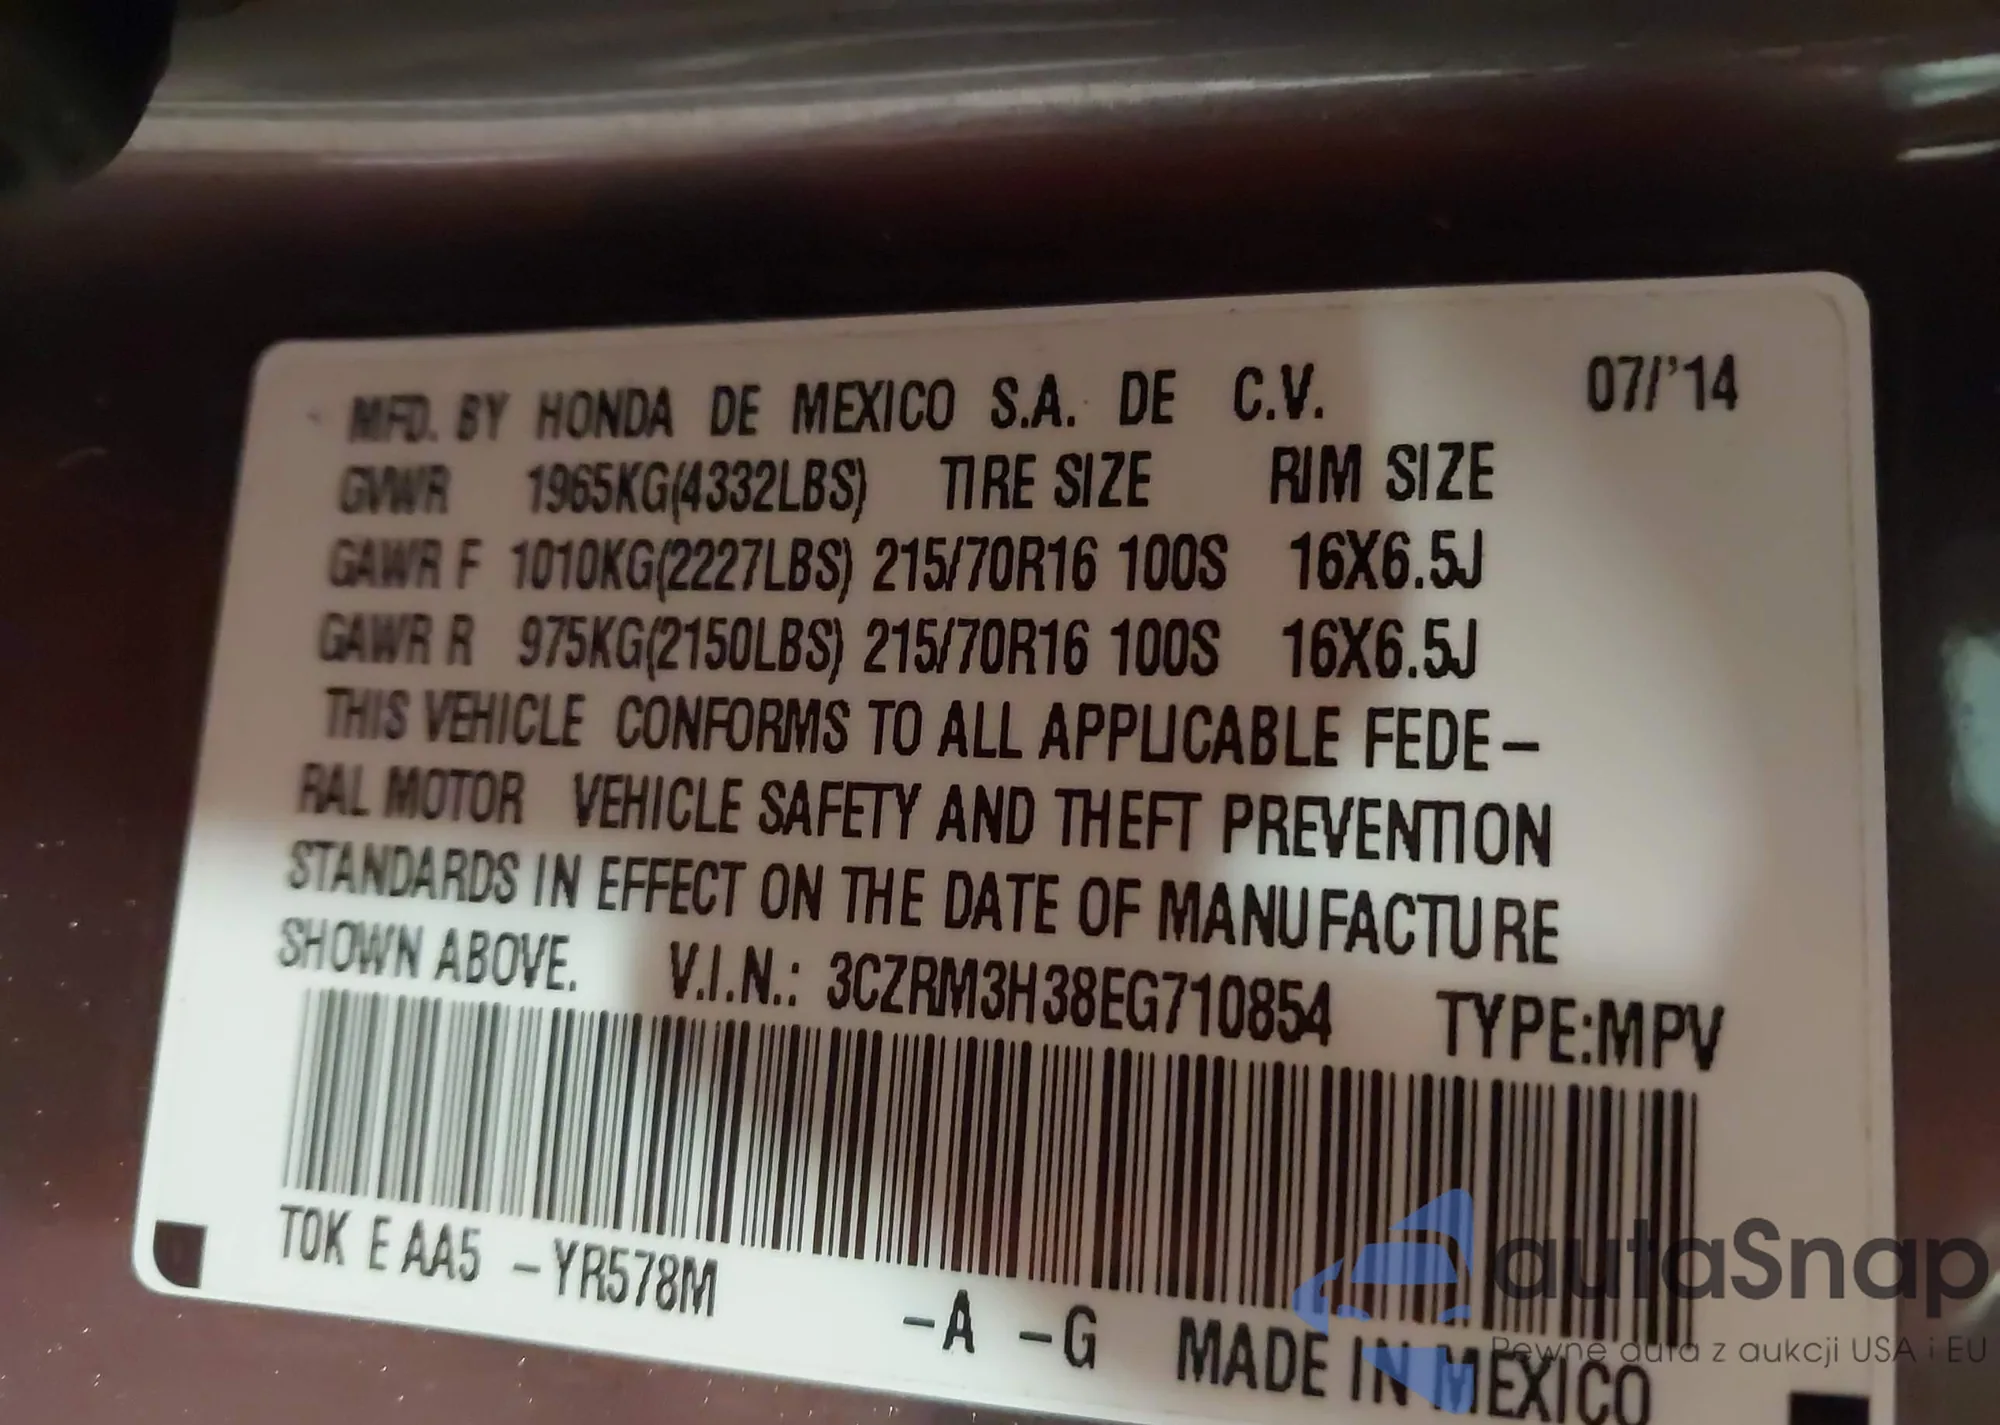 MFD. BY HONDA DE MEXICO S.A. DE C.V. 07/'14
GVWR 1965KG(4332LBS) TIRE SIZE RIM SIZE
GAWR F 1010KG(2227LBS) 215/70R16 100S 16X6.5J
GAWR R 975KG(2150LBS) 215/70R16 100S 16X6.5J
THIS VEHICLE CONFORMS TO ALL APPLICABLE FEDE–
RAL MOTOR VEHICLE SAFETY AND THEFT PREVENTION
STANDARDS IN EFFECT ON THE DATE OF MANUFACTURE
SHOWN ABOVE. V.I.N.: 3CZRM3H38EG710854 TYPE:MPV
TOK E AA5 –YR578M –A –G MADE IN MEXICO
autaSnap
Pewne auta z aukcji USA i EU